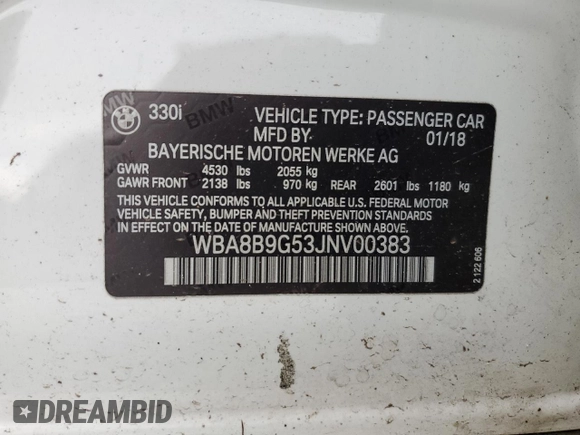 BMW
330i
VEHICLE TYPE: PASSENGER CAR
MFD BY
01/18
BAYERISCHE MOTOREN WERKE AG
GVWR 4530 lbs 2055 kg
GAWR FRONT 2138 lbs 970 kg REAR 2601 lbs 1180 kg
THIS VEHICLE CONFORMS TO ALL APPLICABLE U.S. FEDERAL MOTOR
VEHICLE SAFETY, BUMPER AND THEFT PREVENTION STANDARDS IN
EFFECT ON THE DATE OF MANUFACTURE SHOWN ABOVE.
WBA8B9G53JNV00383
2 122 606
DREAMBID